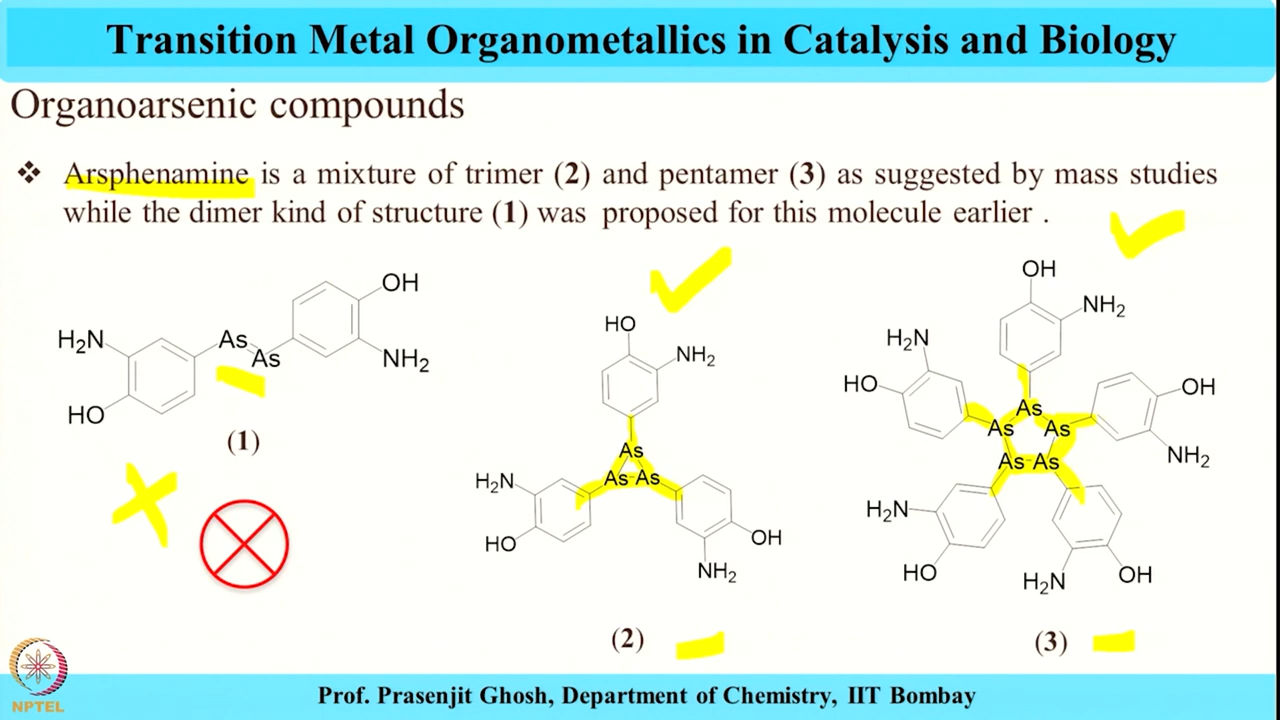 Transition Metal Organometallics in Catalysis and Biology
Organoarsenic compounds
❖ Arsphenamine is a mixture of trimer (2) and pentamer (3) as suggested by mass studies
while the dimer kind of structure (1) was proposed for this molecule earlier .
OH
H₂N
As
As
NH₂
HO
(1)
HO
NH₂
As
As As
H₂N
HO
OH
NH₂
(2)
OH
NH₂
H₂N
HO
OH
As
As As
As As
NH₂
H₂N
HO
H₂N
OH
(3)
NPTEL
Prof. Prasenjit Ghosh, Department of Chemistry, IIT Bombay